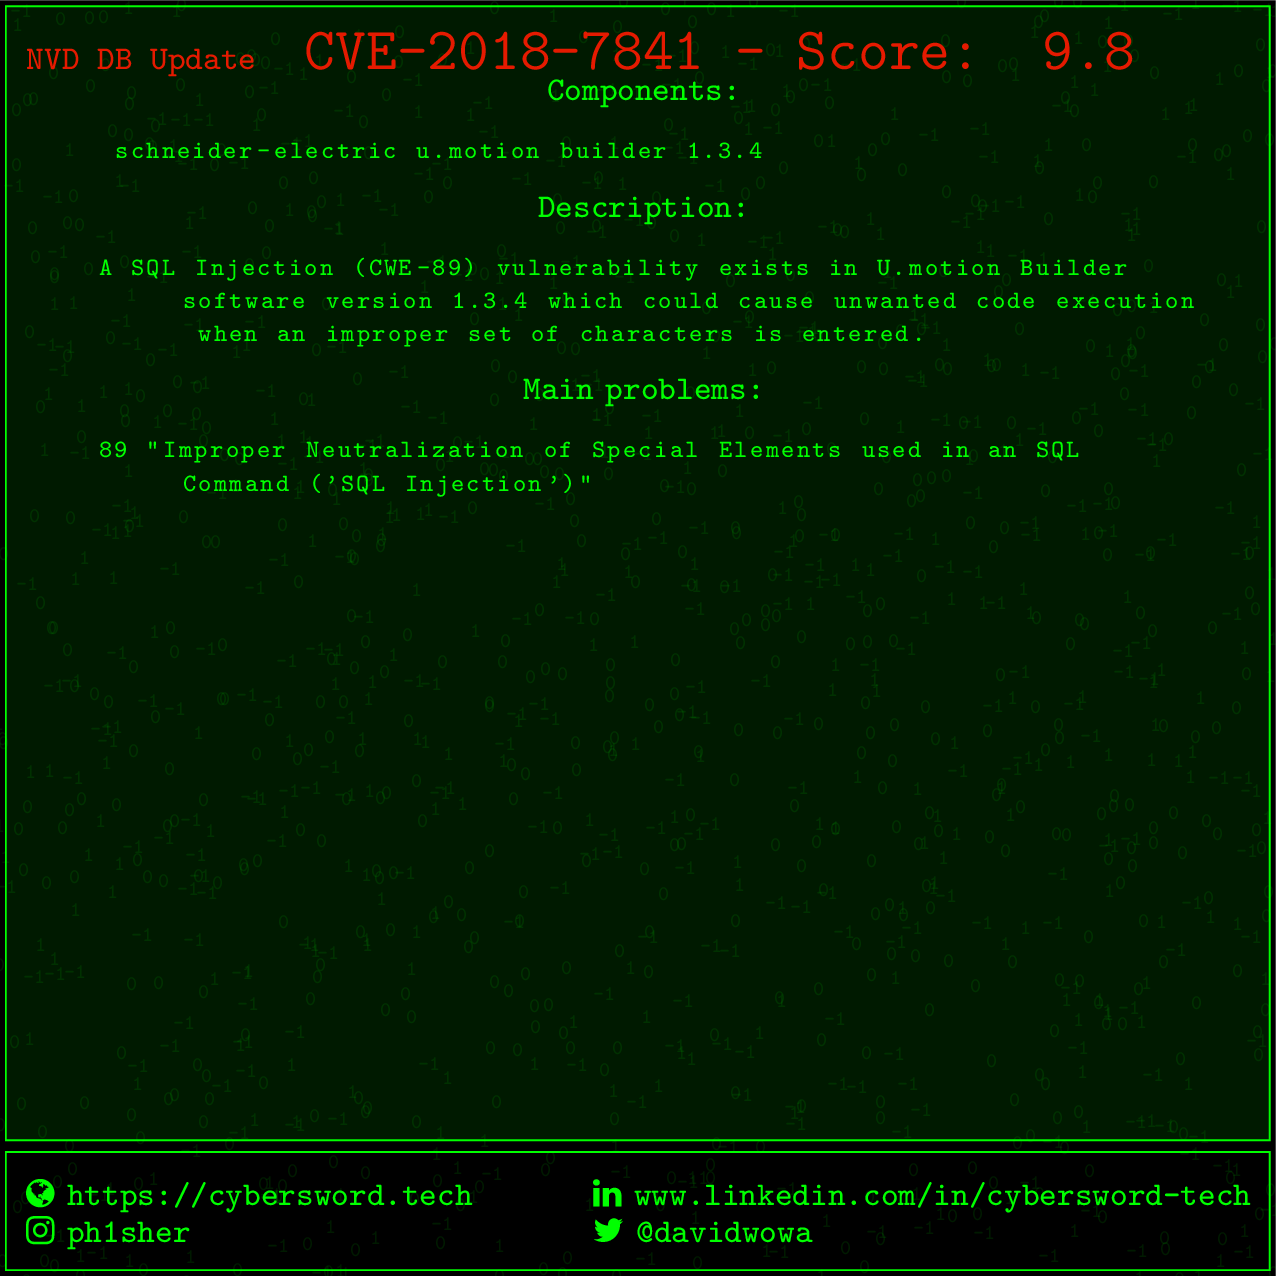 NVD DB Update CVE-2018-7841 - Score: 9.8
Components:
schneider-electric u.motion builder 1.3.4
Description:
A SQL Injection (CWE-89) vulnerability exists in U.motion Builder
software version 1.3.4 which could cause unwanted code execution
when an improper set of characters is entered.
Main problems:
89 "Improper Neutralization of Special Elements used in an SQL
Command ('SQL Injection')"
https://cybersword.tech
www.linkedin.com/in/cybersword-tech
ph1sher
@davidwowa